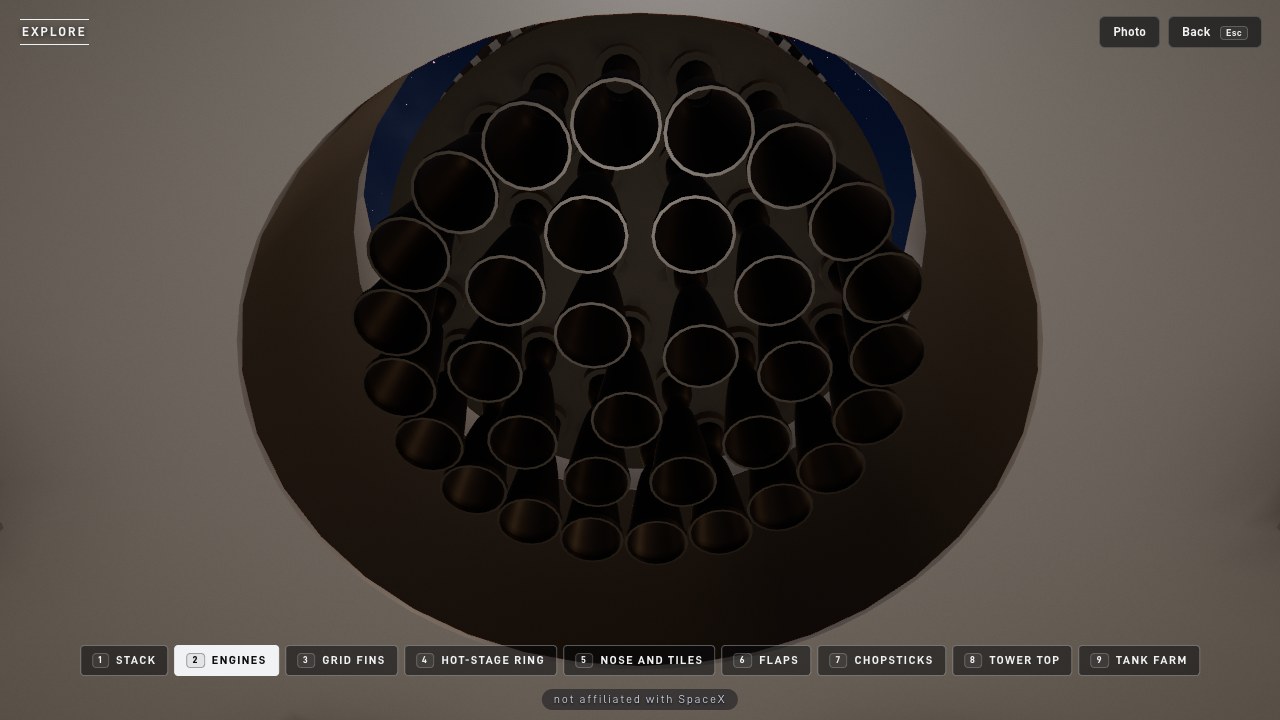 EXPLORE
Photo
Back Esc
1 STACK
2 ENGINES
3 GRID FINS
4 HOT-STAGE RING
5 NOSE AND TILES
6 FLAPS
7 CHOPSTICKS
8 TOWER TOP
9 TANK FARM
not affiliated with SpaceX